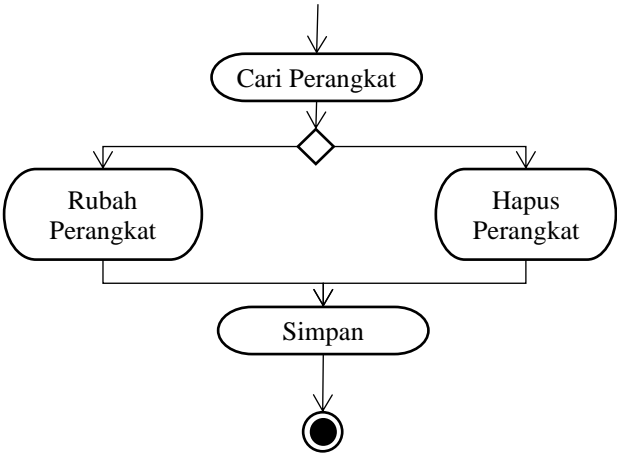 Cari Perangkat
Rubah
Perangkat
Hapus
Perangkat
Simpan